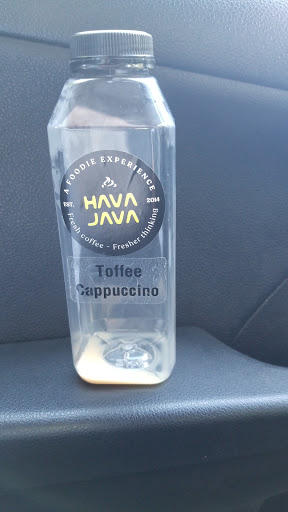 A FOODIE EXPERIENCE
EST. 2014
HAVA
JAVA
Fresh coffee - Fresher thinking
Toffee
Cappuccino